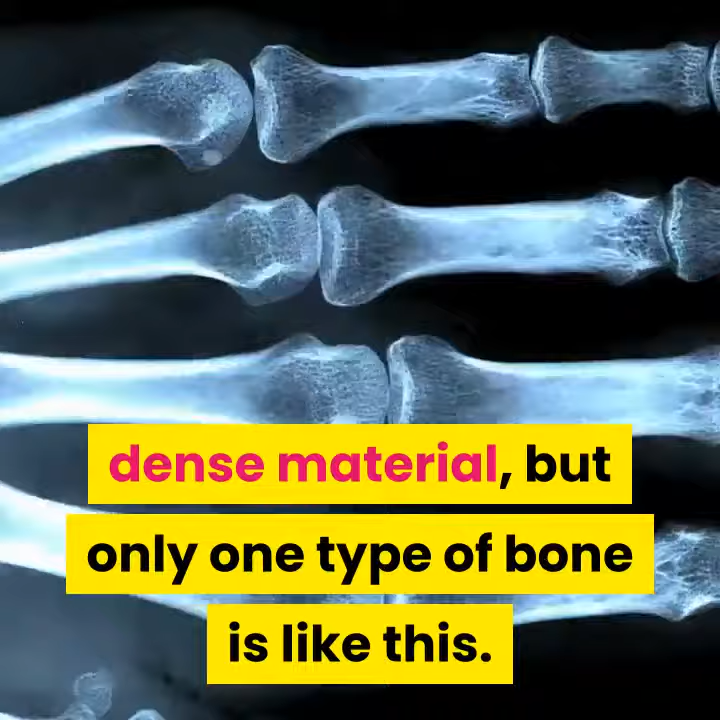 dense material, but
only one type of bone
is like this.